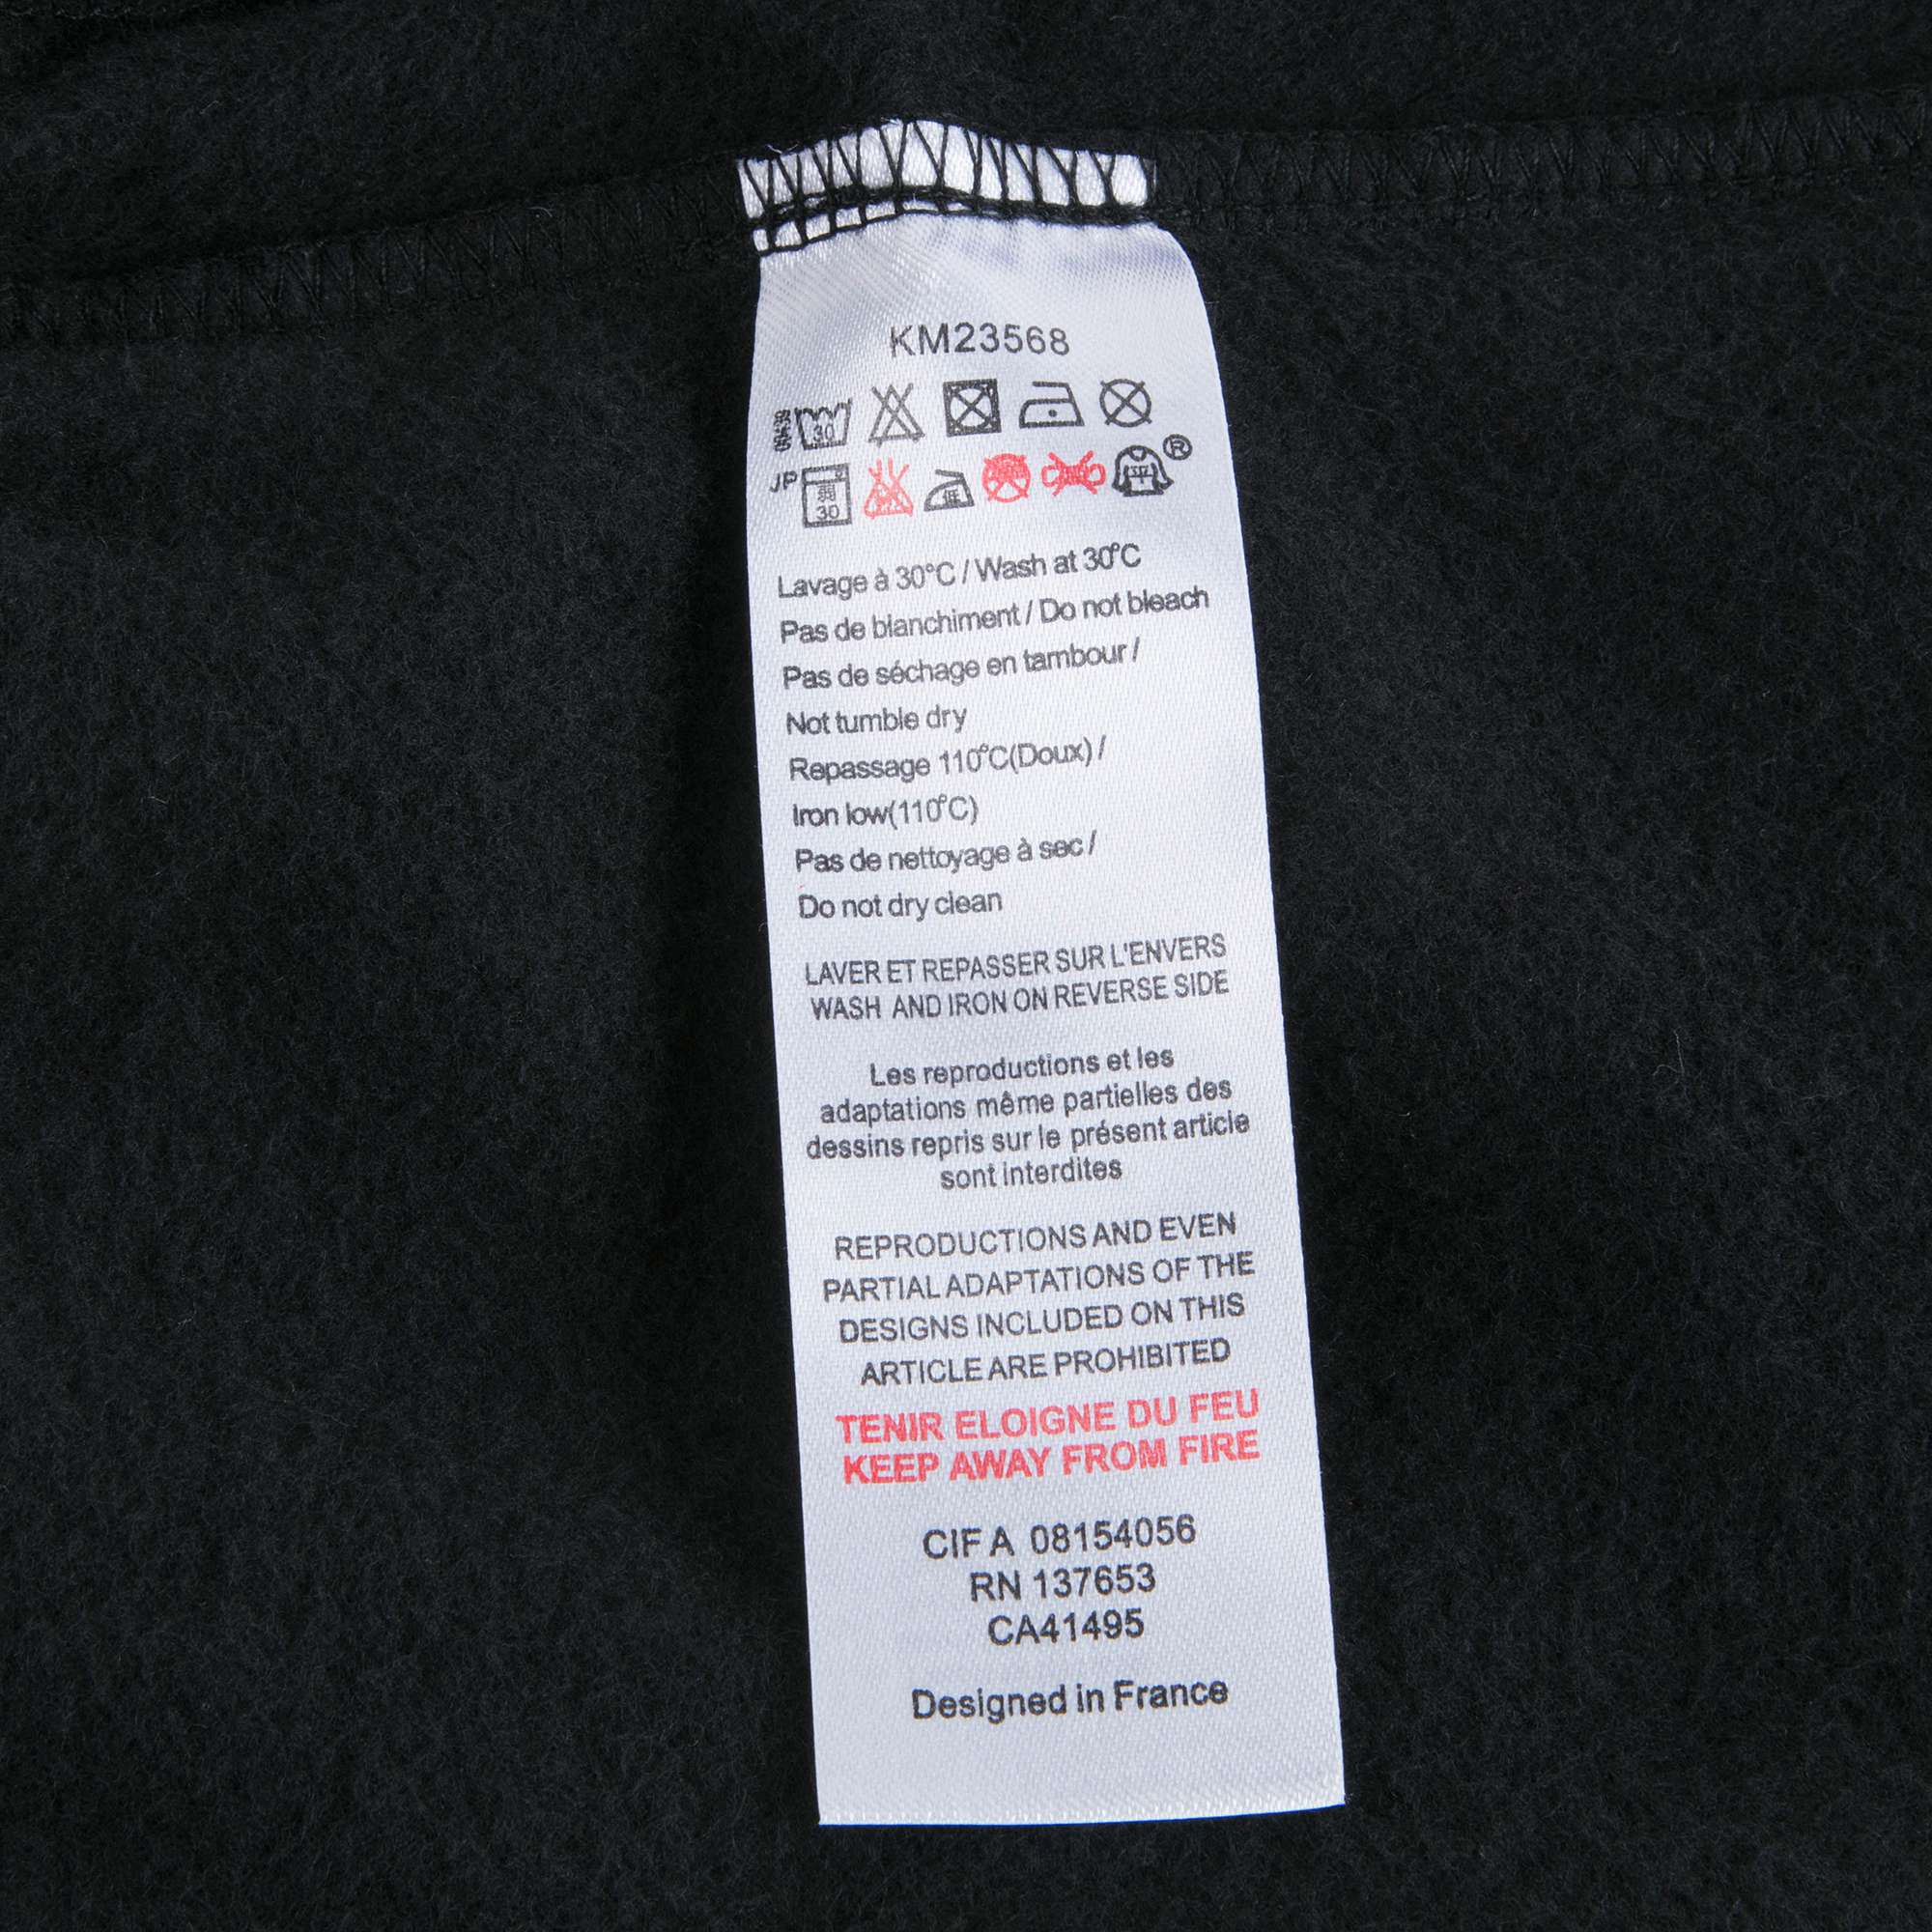 KM23568
30
JP
30
®
Lavage à 30°C / Wash at 30°C
Pas de blanchiment / Do not bleach
Pas de séchage en tambour /
Not tumble dry
Repassage 110°C(Doux) /
Iron low(110°C)
Pas de nettoyage à sec /
Do not dry clean
LAVER ET REPASSER SUR L'ENVERS
WASH AND IRON ON REVERSE SIDE
Les reproductions et les
adaptations même partielles des
dessins repris sur le présent article
sont interdites
REPRODUCTIONS AND EVEN
PARTIAL ADAPTATIONS OF THE
DESIGNS INCLUDED ON THIS
ARTICLE ARE PROHIBITED
TENIR ELOIGNE DU FEU
KEEP AWAY FROM FIRE
CIF A 08154056
RN 137653
CA41495
Designed in France